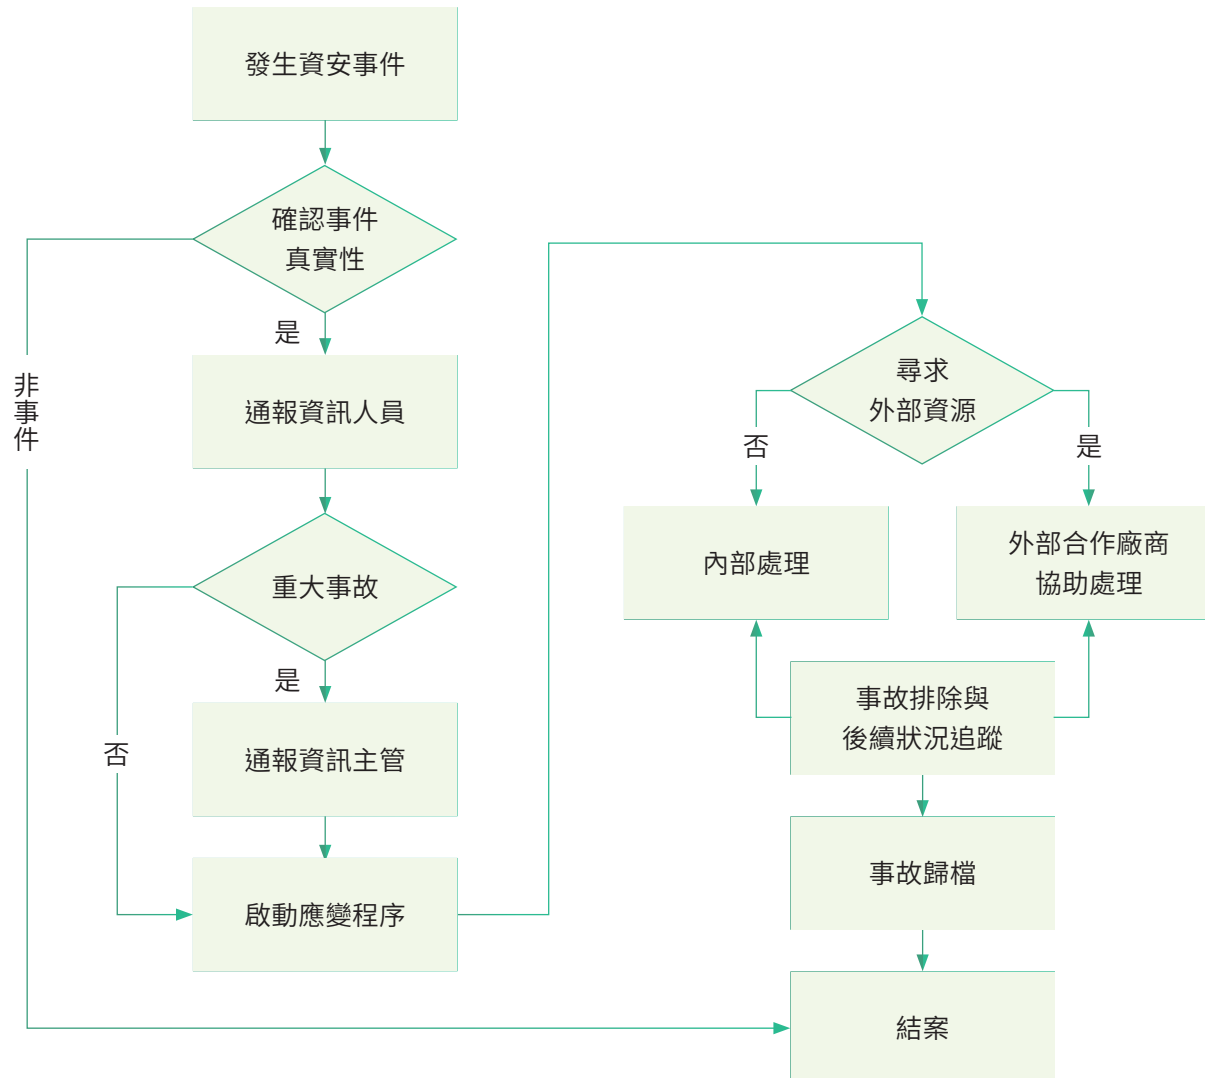 發生資安事件
確認事件
真實性
是
非事件
通報資訊人員
重大事故
是
否
通報資訊主管
啟動應變程序
尋求
外部資源
否
是
內部處理
外部合作廠商
協助處理
事故排除與
後續狀況追蹤
事故歸檔
結案